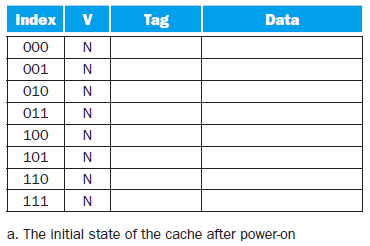 Index V Tag Data
000 N
001 N
010 N
011 N
100 N
101 N
110 N
111 N
a. The initial state of the cache after power-on